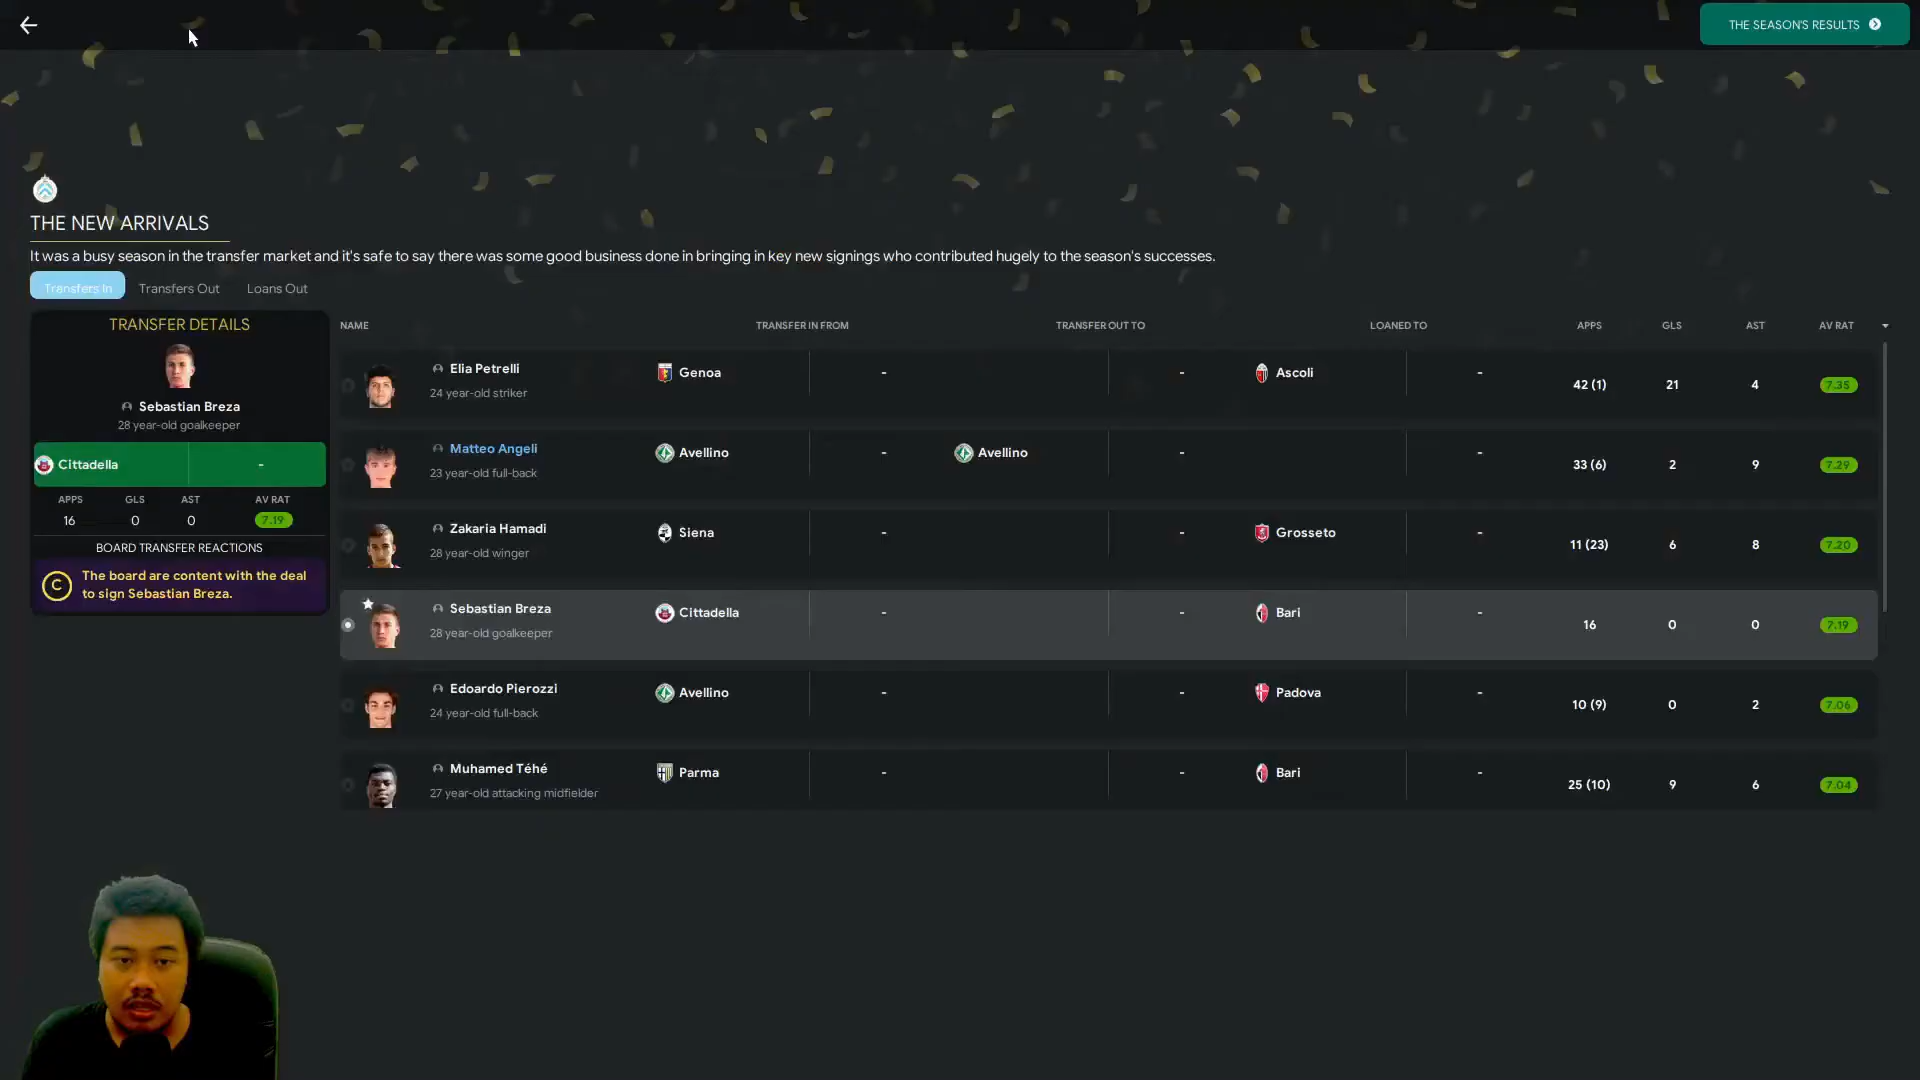 THE SEASON'S RESULTS
THE NEW ARRIVALS
It was a busy season in the transfer market and it's safe to say there was some good business done in bringing in key new signings who contributed hugely to the season's successes.
Transfers In Transfers Out Loans Out
TRANSFER DETAILS
Sebastian Breza
28 year-old goalkeeper
Cittadella -
APPS GLS AST AV RAT
16 0 0 7.19
BOARD TRANSFER REACTIONS
C The board are content with the deal
to sign Sebastian Breza.
NAME TRANSFER IN FROM TRANSFER OUT TO LOANED TO APPS GLS AST AV RAT
Elia Petrelli Genoa - - Ascoli - 42 (1) 21 4 7.35
24 year-old striker
Matteo Angeli Avellino - Avellino - - 33 (6) 2 9 7.29
23 year-old full-back
Zakaria Hamadi Siena - - Grosseto - 11 (23) 6 8 7.20
28 year-old winger
Sebastian Breza Cittadella - - Bari - 16 0 0 7.19
28 year-old goalkeeper
Edoardo Pierozzi Avellino - - Padova - 10 (9) 0 2 7.06
24 year-old full-back
Muhamed Téhé Parma - - Bari - 25 (10) 9 6 7.04
27 year-old attacking midfielder